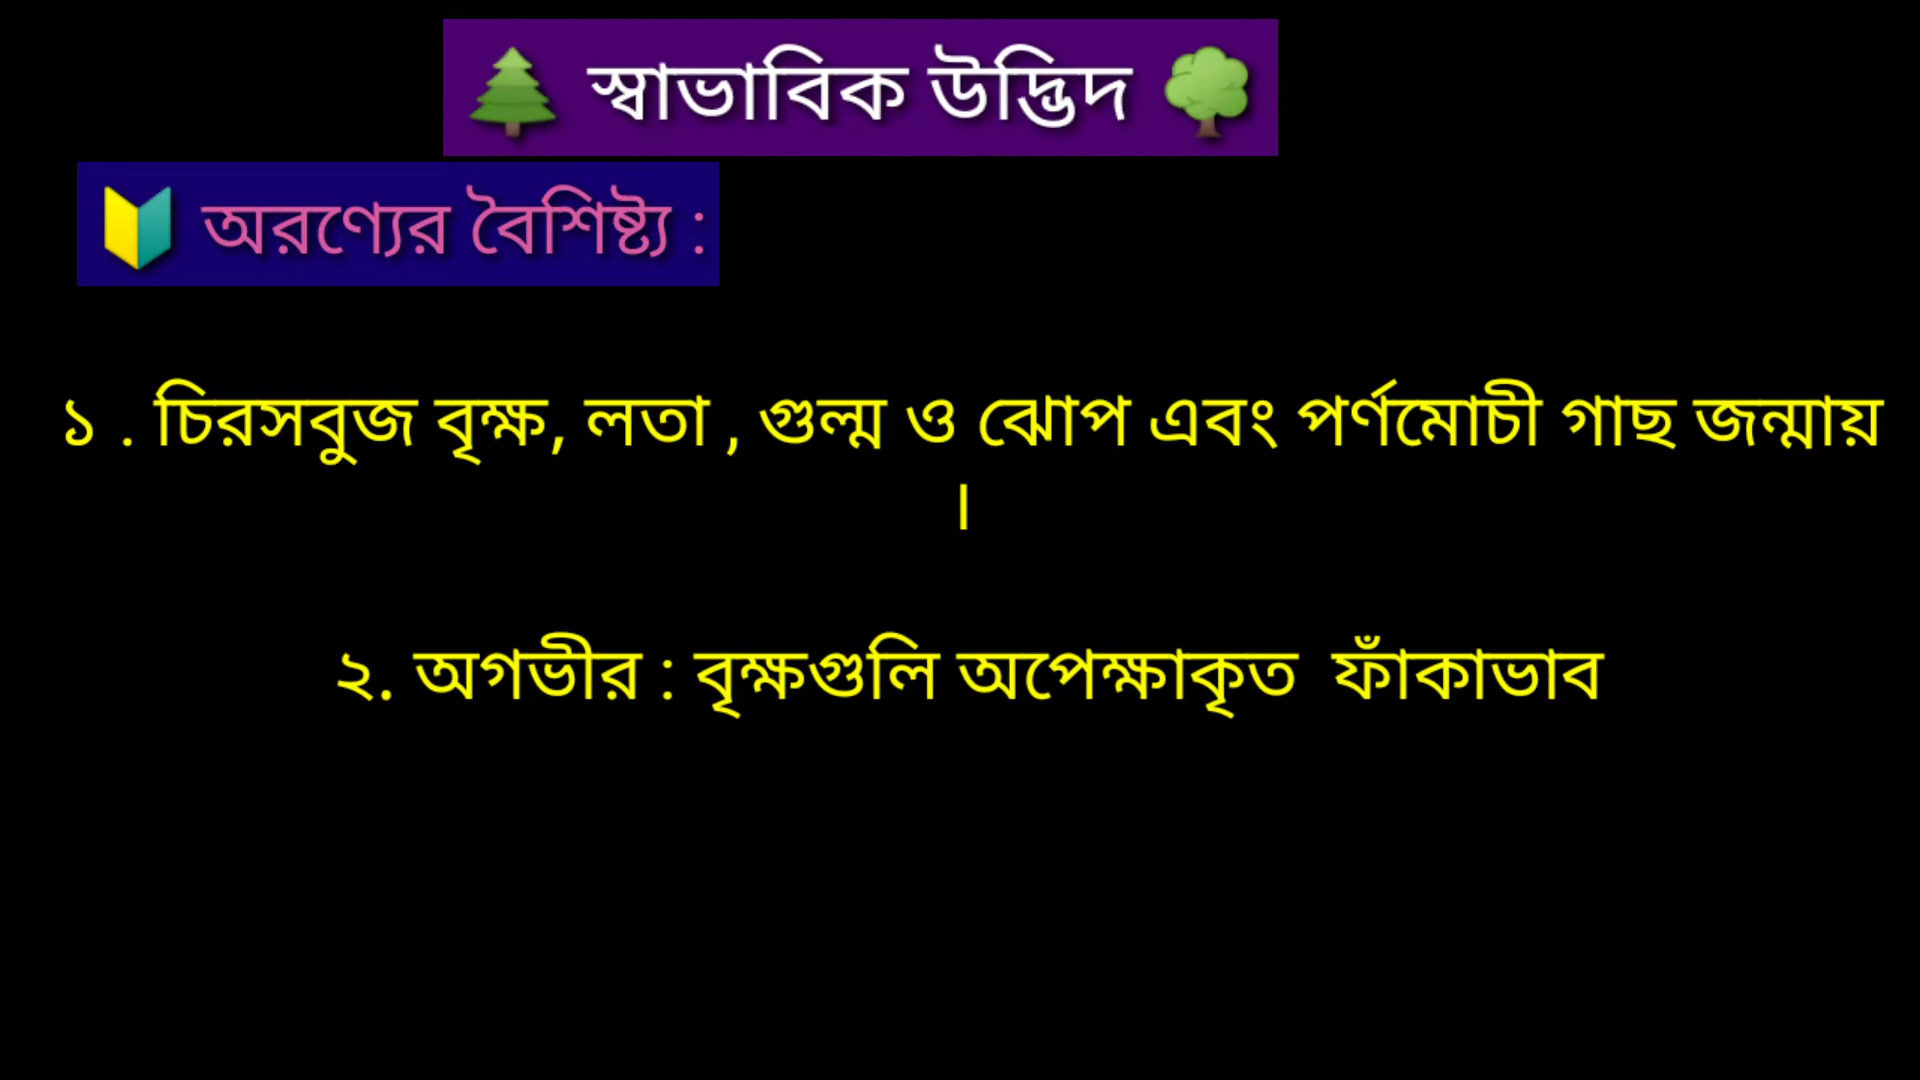 🌲 স্বাভাবিক উদ্ভিদ 🌳
🔰 অরণ্যের বৈশিষ্ট্য :
১ . চিরসবুজ বৃক্ষ, লতা , গুল্ম ও ঝোপ এবং পর্ণমোচী গাছ জন্মায়
।
২. অগভীর : বৃক্ষগুলি অপেক্ষাকৃত ফাঁকাভাব